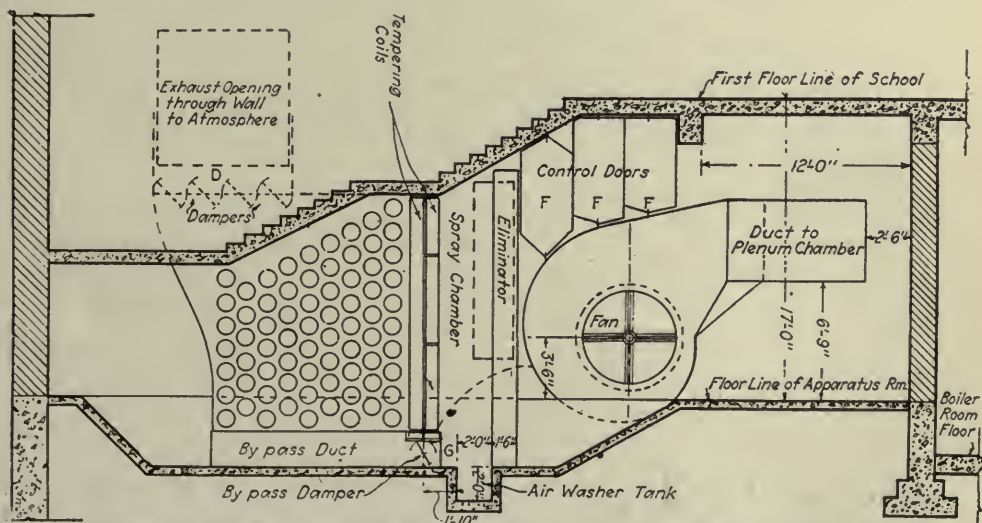 Exhaust Opening
through Wall
to Atmosphere
D
Dampers
Tempering
Coils
First Floor Line of School
Control Doors
F F F
12'-0"
Spray Chamber
Eliminator
Duct to
Plenum Chamber
2'-6"
Fan
3'-6"
17'-0"
6'-9"
Floor Line of Apparatus Rm.
Boiler
Room
Floor
By pass Duct
G
2'-0"
1'-6"
2'-0"
By pass Damper
Air Washer Tank
1'-10"